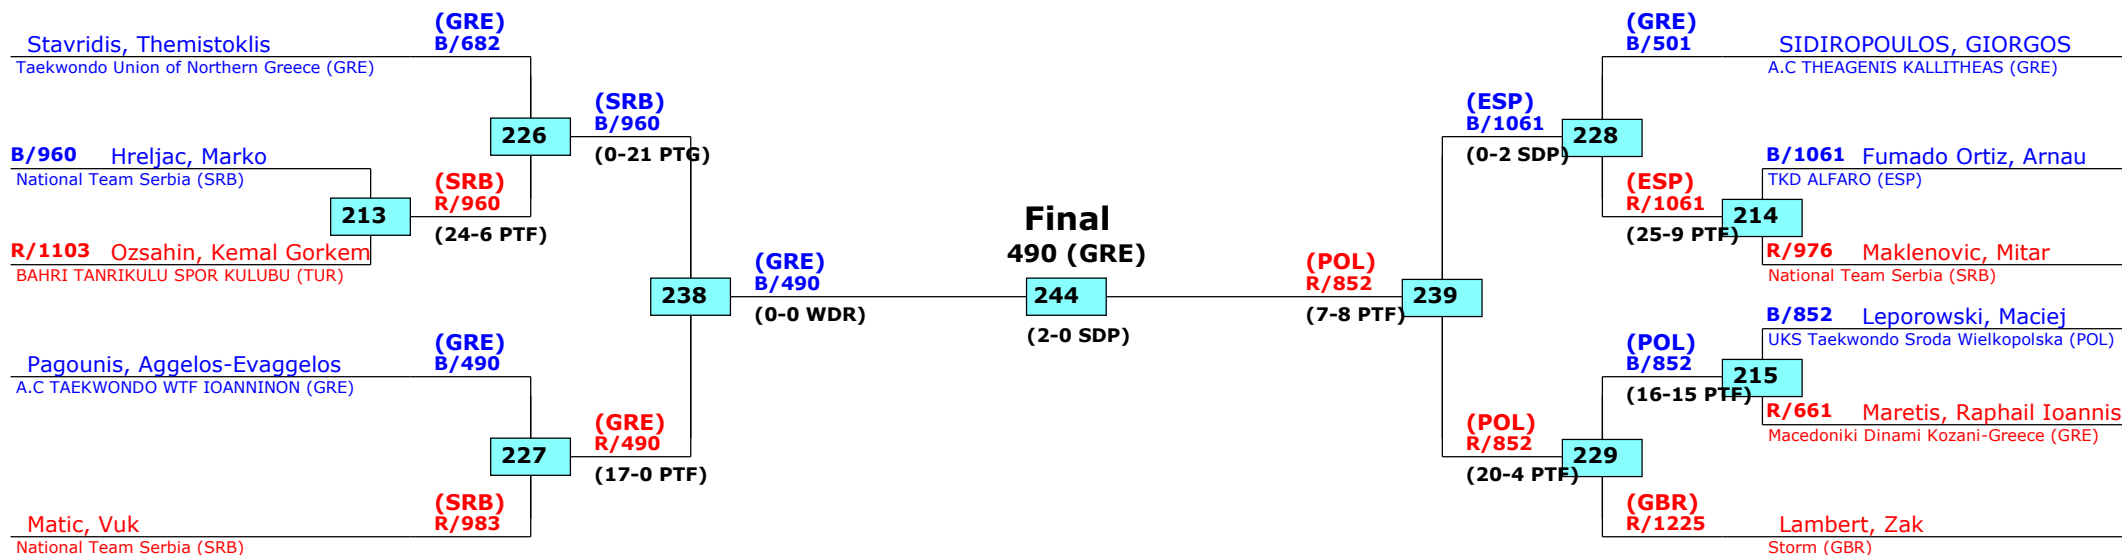 (GRE)
B/682
Stavridis, Themistoklis
Taekwondo Union of Northern Greece (GRE)
226
(SRB)
B/960
(0-21 PTG)
B/960 Hreljac, Marko
National Team Serbia (SRB)
213
(SRB)
R/960
(24-6 PTF)
R/1103 Ozsahin, Kemal Gorkem
BAHRI TANRIKULU SPOR KULUBU (TUR)
238
(GRE)
B/490
(0-0 WDR)
(GRE)
B/490
Pagounis, Aggelos-Evaggelos
A.C TAEKWONDO WTF IOANNINON (GRE)
227
(GRE)
R/490
(17-0 PTF)
(SRB)
R/983
Matic, Vuk
National Team Serbia (SRB)
Final
490 (GRE)
244
(2-0 SDP)
(POL)
R/852
(7-8 PTF)
239
(ESP)
B/1061
(0-2 SDP)
228
(GRE)
B/501
SIDIROPOULOS, GIORGOS
A.C THEAGENIS KALLITHEAS (GRE)
(ESP)
R/1061
(25-9 PTF)
214
B/1061 Fumado Ortiz, Arnau
TKD ALFARO (ESP)
R/976 Maklenovic, Mitar
National Team Serbia (SRB)
B/852 Leporowski, Maciej
UKS Taekwondo Sroda Wielkopolska (POL)
(POL)
B/852
(16-15 PTF)
215
R/661 Maretis, Raphail Ioannis
Macedoniki Dinami Kozani-Greece (GRE)
(POL)
R/852
(20-4 PTF)
229
(GBR)
R/1225
Lambert, Zak
Storm (GBR)